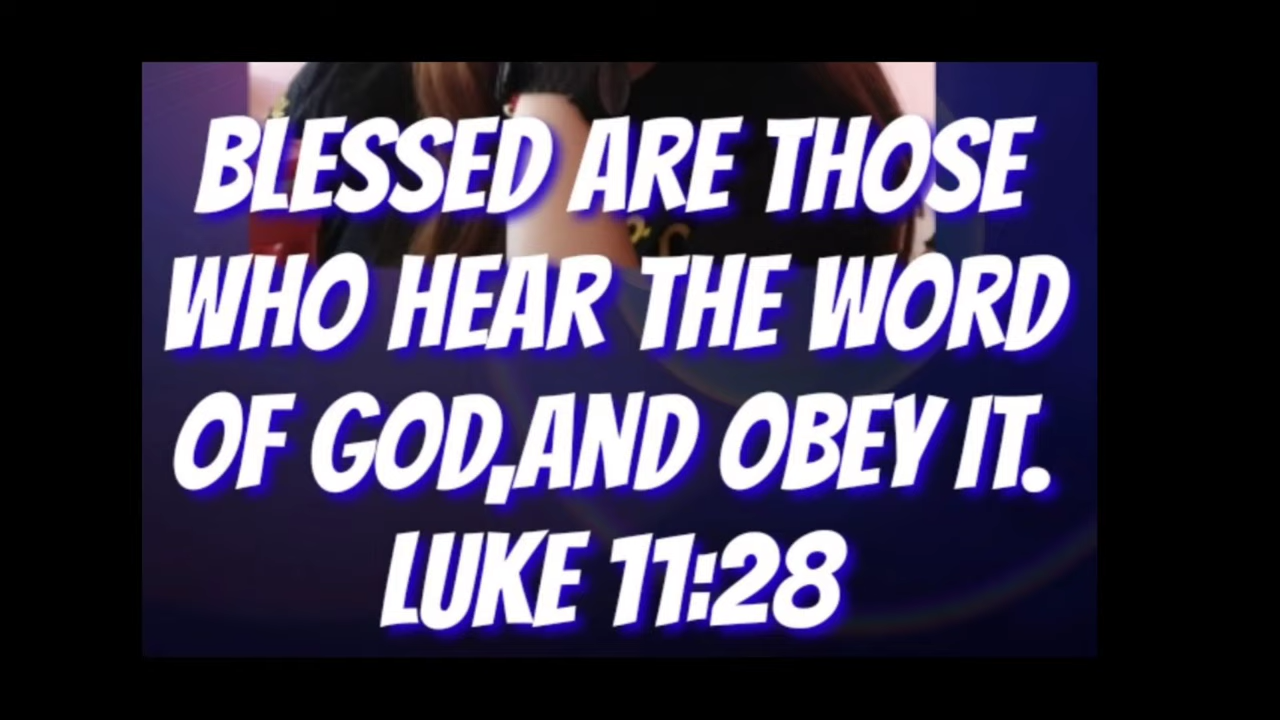 BLESSED ARE THOSE
WHO HEAR THE WORD
OF GOD,AND OBEY IT.
LUKE 11:28